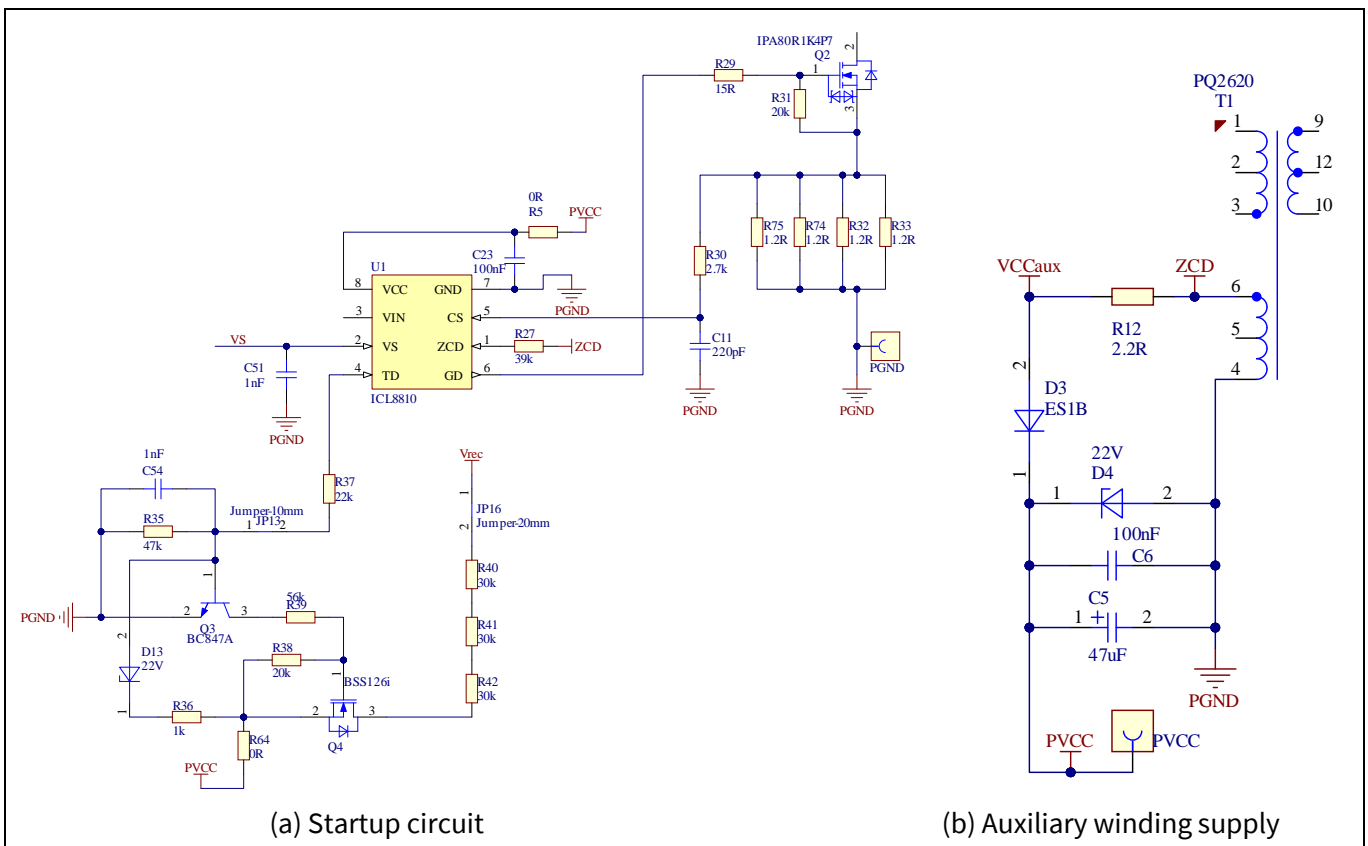 IPA80R1K4P7
Q2
2
1
3
R29
15R
R31
20k
0R
R5
PVCC
C23
100nF
U1
8 VCC GND 7
PGND
3 VIN CS 5
VS 2 VS ZCD 1
R27
39k
ZCD
4 TD GD 6
ICL8810
C51
1nF
PGND
R30
2.7k
R75
1.2R
R74
1.2R
R32
1.2R
R33
1.2R
C11
220pF
PGND
PGND
PGND
1nF
C54
R35
47k
Jumper-10mm
1 JP13 2
R37
22k
Vrec
1
JP16
2 Jumper-20mm
R40
30k
R41
30k
R42
30k
PGND
1
2 3
Q3
BC847A
56k
R39
2
D13
22V
1
R38
20k
1
BSS126i
R36
1k
2 3
Q4
R64
0R
PVCC
(a) Startup circuit
PQ2620
T1
1 9
2 12
3 10
VCCaux
ZCD
6
5
4
R12
2.2R
2
D3
ES1B
1
22V
D4
1 2
100nF
C6
C5
1 + 2
47uF
PGND
PVCC
PVCC
(b) Auxiliary winding supply